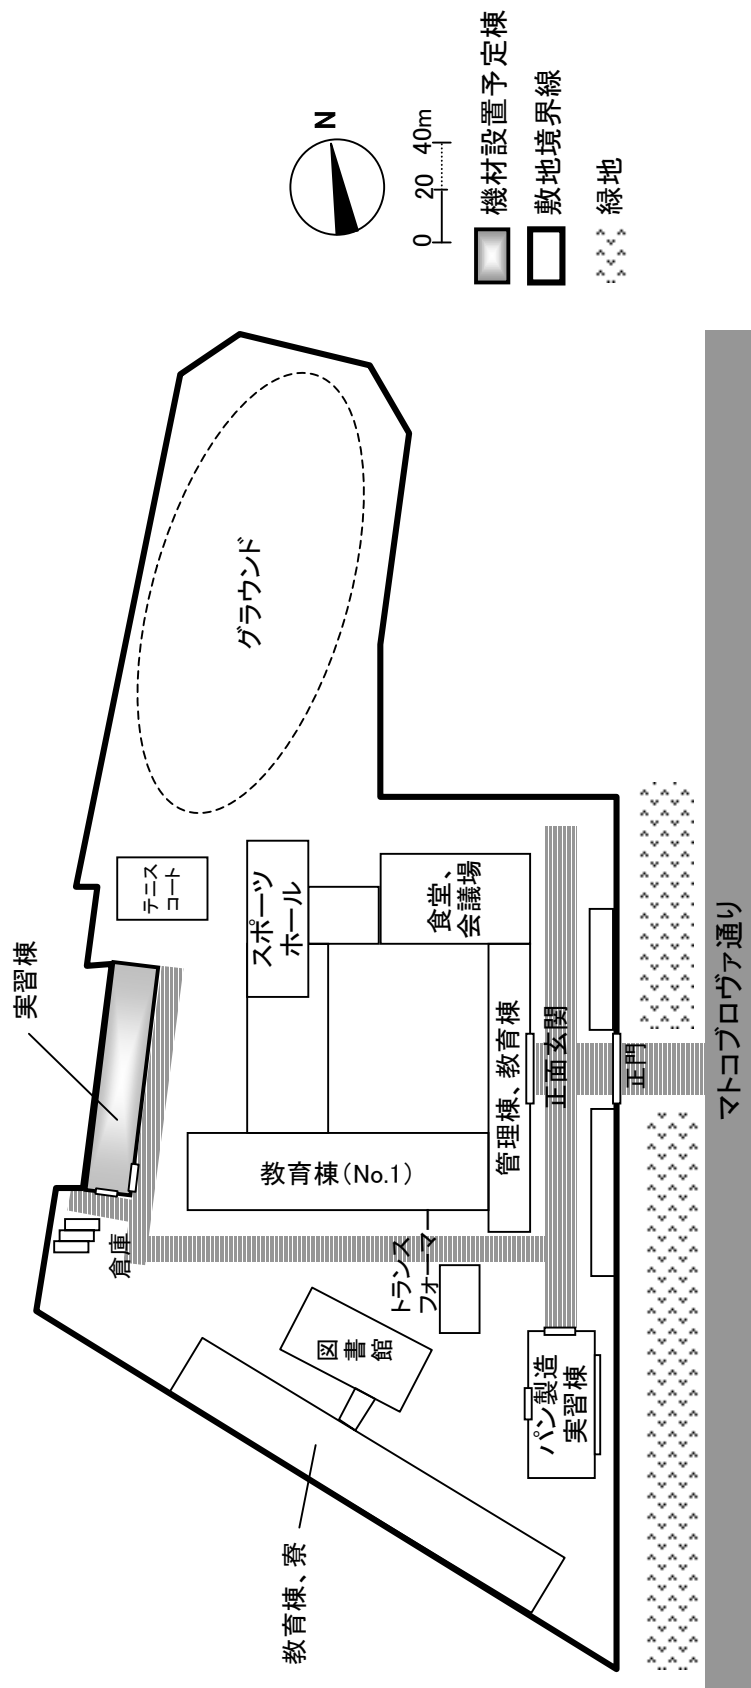 N
0 20 40m
機材設置予定棟
敷地境界線
緑地
グラウンド
実習棟
テニス
コート
スポーツ
ホール
食堂、
会議場
管理棟、教育棟
正面玄関
正門
マトコブロヴァ通り
教育棟（No.1）
倉庫
トランス
フォーマー
図書館
パン製造
実習棟
教育棟、寮